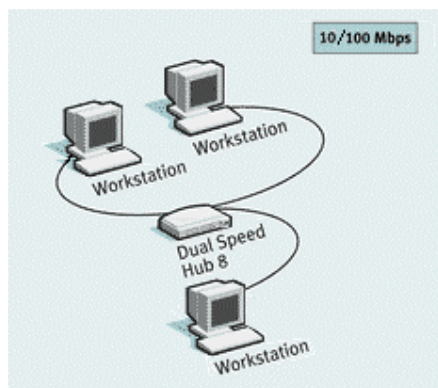 10/100 Mbps
Workstation
Workstation
Dual Speed
Hub 8
Workstation